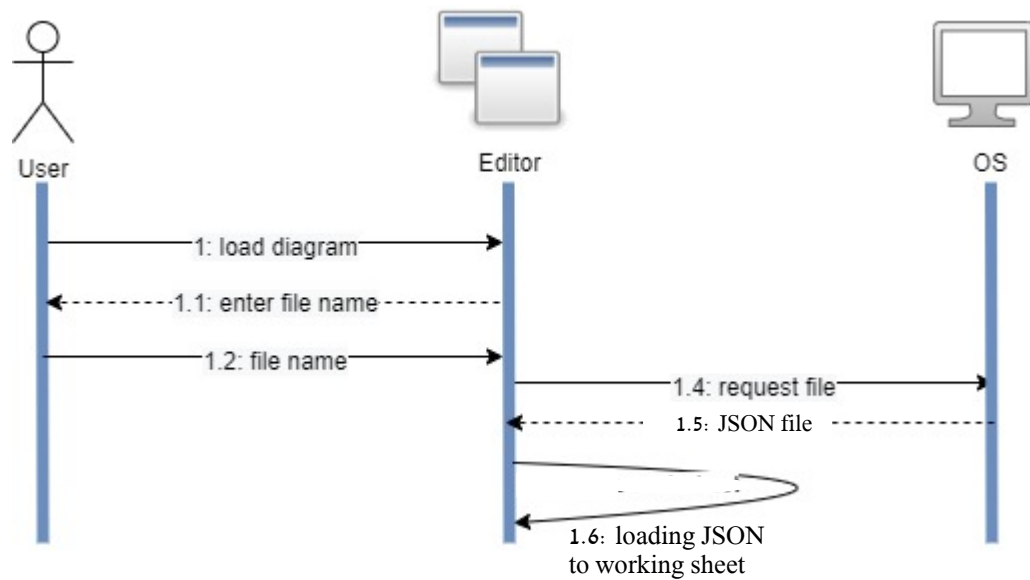 User
Editor
OS
1: load diagram
1.1: enter file name
1.2: file name
1.4: request file
1.5: JSON file
1.6: loading JSON
to working sheet